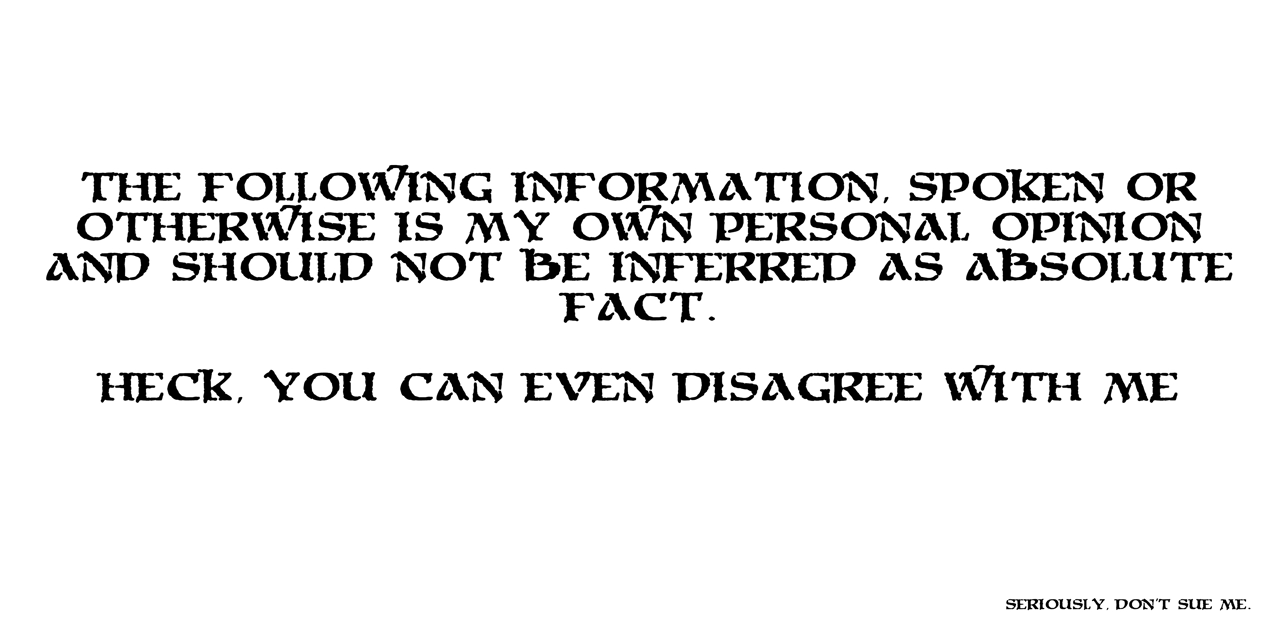 THE FOLLOWING INFORMATION, SPOKEN OR
OTHERWISE IS MY OWN PERSONAL OPINION
AND SHOULD NOT BE INFERRED AS ABSOLUTE
FACT.
HECK, YOU CAN EVEN DISAGREE WITH ME
SERIOUSLY, DON'T SUE ME.